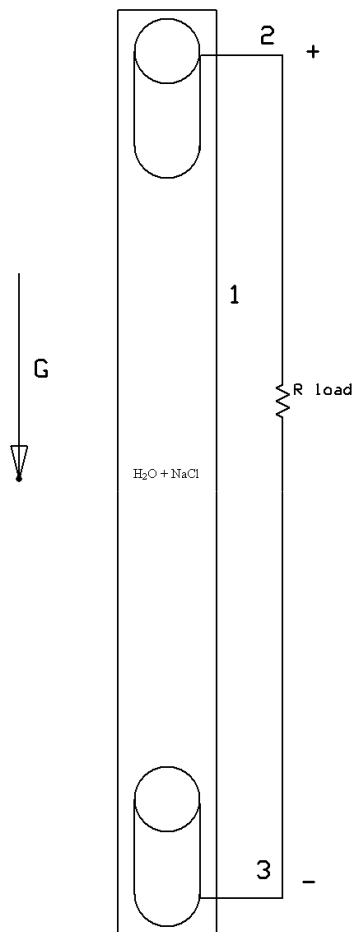 2 +
1
G
R load
H₂O + NaCl
3 -